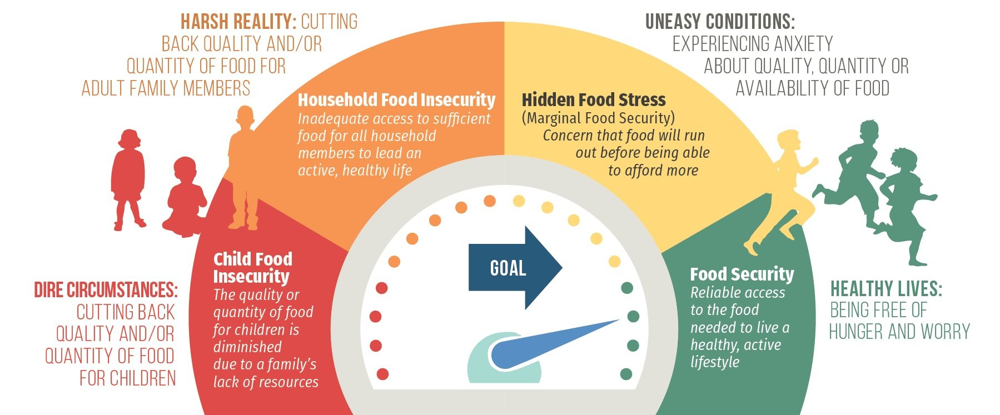 HARSH REALITY: CUTTING
BACK QUALITY AND/OR
QUANTITY OF FOOD FOR
ADULT FAMILY MEMBERS
UNEASY CONDITIONS:
EXPERIENCING ANXIETY
ABOUT QUALITY, QUANTITY OR
AVAILABILITY OF FOOD
Household Food Insecurity
Inadequate access to sufficient
food for all household
members to lead an
active, healthy life
Hidden Food Stress
(Marginal Food Security)
Concern that food will run
out before being able
to afford more
DIRE CIRCUMSTANCES:
CUTTING BACK
QUALITY AND/OR
QUANTITY OF FOOD
FOR CHILDREN
Child Food
Insecurity
The quality or
quantity of food
for children is
diminished
due to a family’s
lack of resources
GOAL
Food Security
Reliable access
to the food
needed to live a
healthy, active
lifestyle
HEALTHY LIVES:
BEING FREE OF
HUNGER AND WORRY